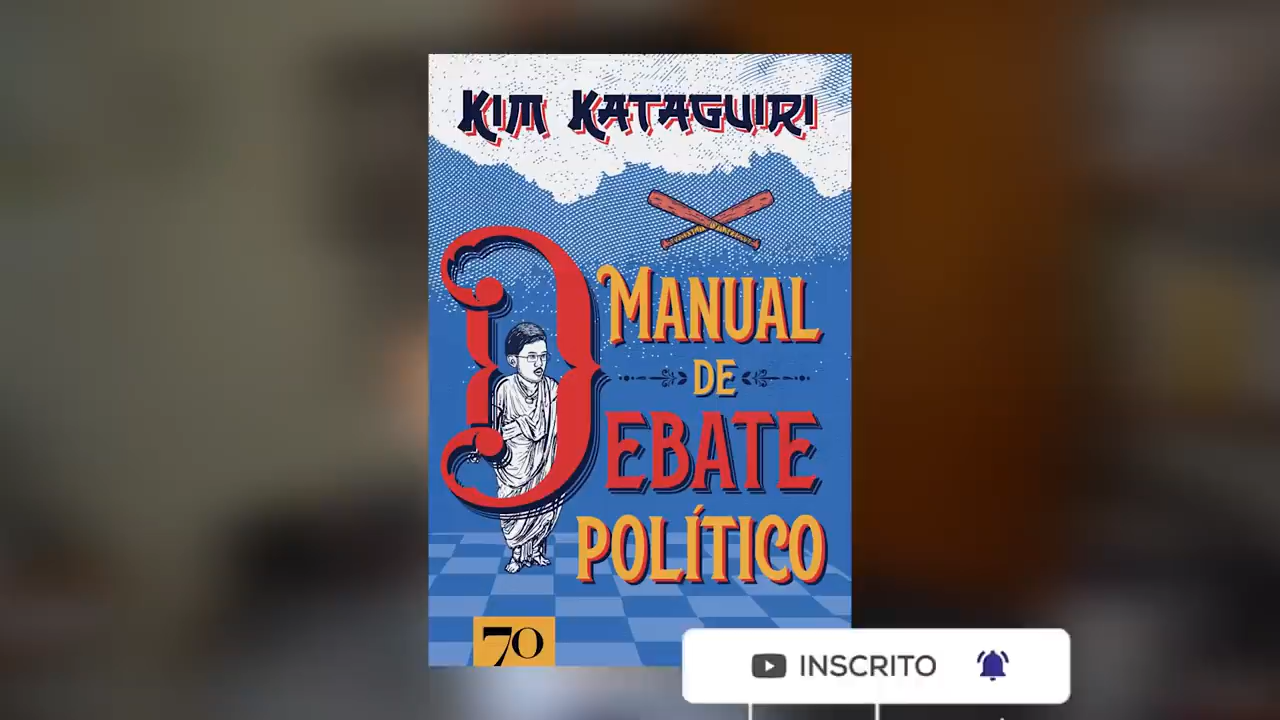 KIM KATAGUIRI
MANUAL
DE
DEBATE
POLÍTICO
70
INSCRITO